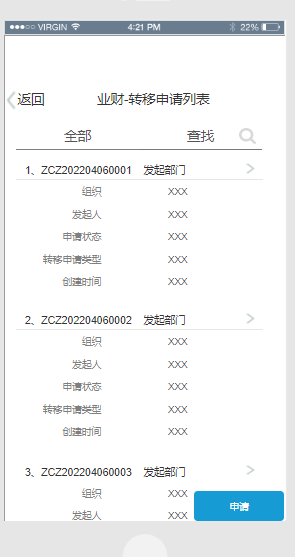 VIRGIN 4:21 PM 22%
返回 业财-转移申请列表
全部 查找
1、ZCZ202204060001 发起部门
组织 XXX
发起人 XXX
申请状态 XXX
转移申请类型 XXX
创建时间 XXX
2、ZCZ202204060002 发起部门
组织 XXX
发起人 XXX
申请状态 XXX
转移申请类型 XXX
创建时间 XXX
3、ZCZ202204060003 发起部门
组织 XXX
发起人 XXX
申请